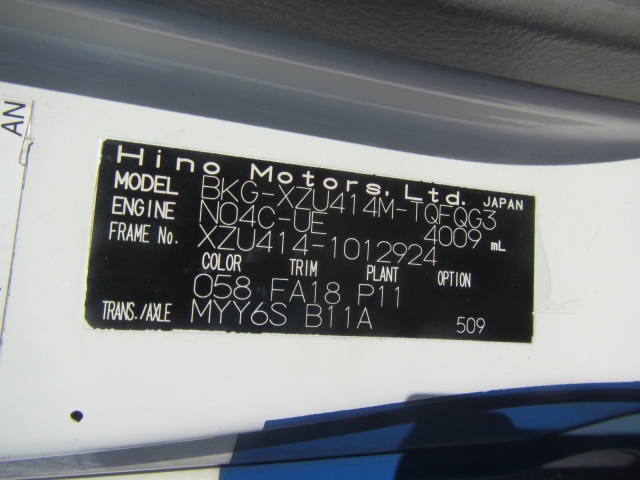 AN
Hino Motors, Ltd. JAPAN
MODEL BKG-XZU414M-TQFQG3
ENGINE N04C-UE 4009 mL
FRAME No. XZU414-1012924
COLOR TRIM PLANT OPTION
058 FA18 P11
TRANS./AXLE MYY6S B11A 509